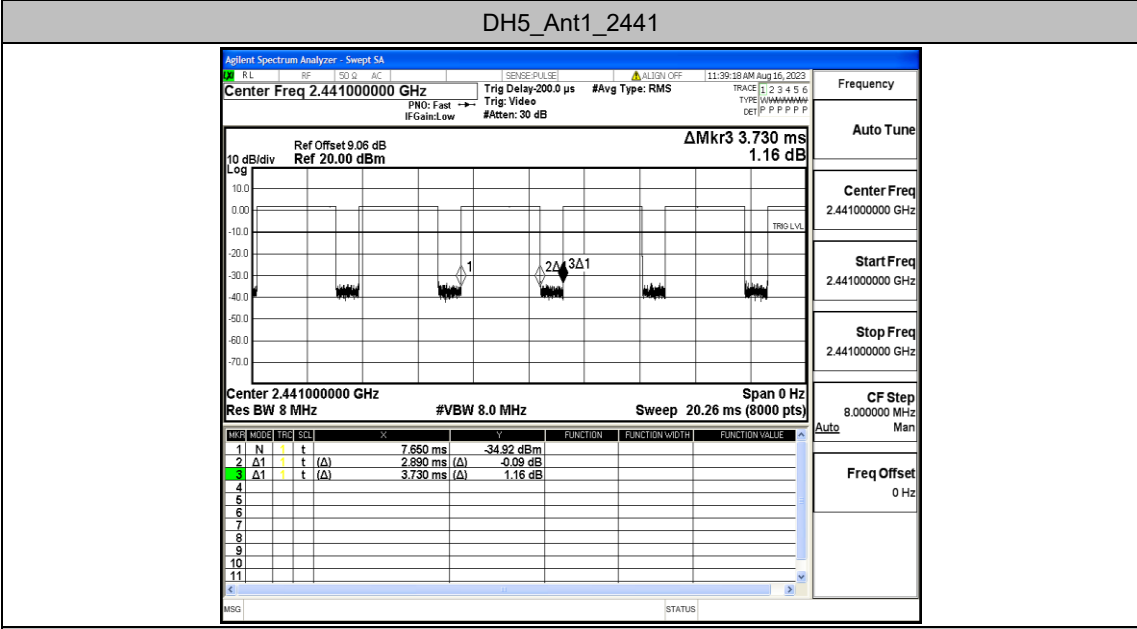 DH5_Ant1_2441
Agilent Spectrum Analyzer - Swept SA
LXI RL RF 50 Ω AC SENSE:PULSE ALIGN OFF 11:39:18 AM Aug 16, 2023
Center Freq 2.441000000 GHz
PNO: Fast
IFGain:Low
Trig Delay-200.0 µs
Trig: Video
#Atten: 30 dB
#Avg Type: RMS
TRACE 1 2 3 4 5 6
TYPE WWWWWW
DET P P P P P P
ΔMkr3 3.730 ms
1.16 dB
Ref Offset 9.06 dB
10 dB/div Ref 20.00 dBm
Log
10.0
0.00
-10.0
-20.0
-30.0
-40.0
-50.0
-60.0
-70.0
TRIG LVL
1
2Δ1
3Δ1
Center 2.441000000 GHz Span 0 Hz
Res BW 8 MHz #VBW 8.0 MHz Sweep 20.26 ms (8000 pts)
MKR MODE TRC SCL X Y FUNCTION FUNCTION WIDTH FUNCTION VALUE
1 N 1 t 7.650 ms -34.92 dBm
2 Δ1 1 t (Δ) 2.890 ms (Δ) -0.09 dB
3 Δ1 1 t (Δ) 3.730 ms (Δ) 1.16 dB
4
5
6
7
8
9
10
11
MSG STATUS
Frequency
Auto Tune
Center Freq
2.441000000 GHz
Start Freq
2.441000000 GHz
Stop Freq
2.441000000 GHz
CF Step
8.000000 MHz
Auto Man
Freq Offset
0 Hz